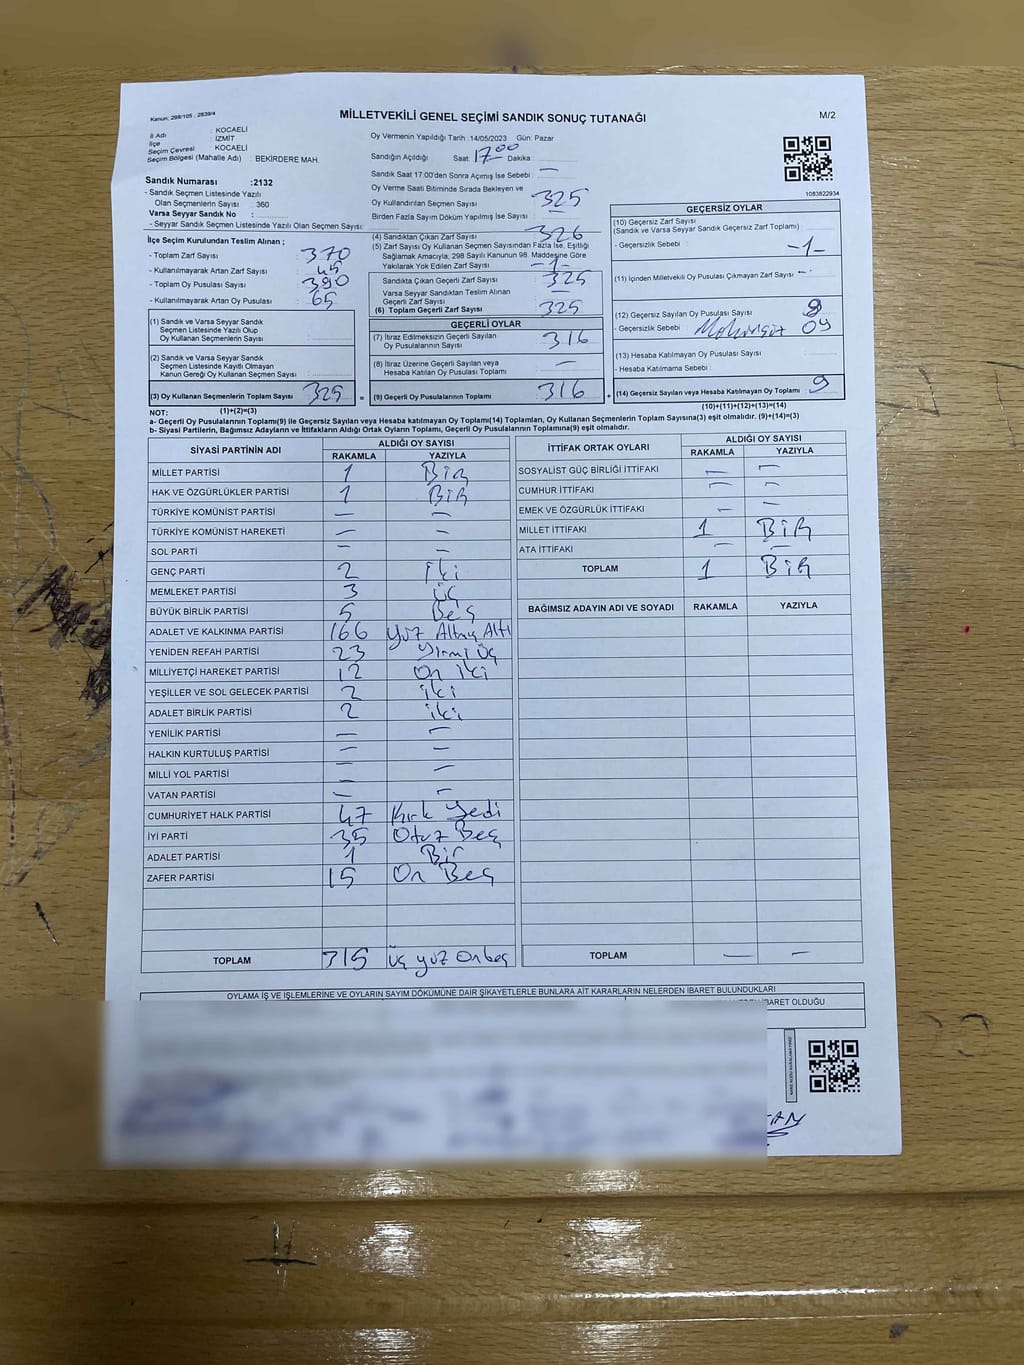 Kanun: 298/105 , 2839/4
MİLLETVEKİLİ GENEL SEÇİMİ SANDIK SONUÇ TUTANAĞI
M/2
İl Adı : KOCAELİ
İlçe : İZMİT
Seçim Çevresi : KOCAELİ
Seçim Bölgesi (Mahalle Adı) : BEKİRDERE MAH.
Oy Vermenin Yapıldığı Tarih :14/05/2023 Gün: Pazar
Sandığın Açıldığı Saat: 17 00 Dakika :
Sandık Saat 17.00'den Sonra Açılmış İse Sebebi : —
Oy Verme Saati Bitiminde Sırada Bekleyen ve
Oy Kullandırılan Seçmen Sayısı : 325
Birden Fazla Sayım Döküm Yapılmış İse Sayısı : —
1083822934
Sandık Numarası :2132
- Sandık Seçmen Listesinde Yazılı
Olan Seçmenlerin Sayısı : 360
Varsa Seyyar Sandık No :
- Seyyar Sandık Seçmen Listesinde Yazılı Olan Seçmen Sayısı:
İlçe Seçim Kurulundan Teslim Alınan ;
- Toplam Zarf Sayısı : 370
- Kullanılmayarak Artan Zarf Sayısı : 45
- Toplam Oy Pusulası Sayısı : 390
- Kullanılmayarak Artan Oy Pusulası : 65
(1) Sandık ve Varsa Seyyar Sandık
Seçmen Listesinde Yazılı Olup
Oy Kullanan Seçmenlerin Sayısı :
(2) Sandık ve Varsa Seyyar Sandık
Seçmen Listesinde Kayıtlı Olmayan
Kanun Gereği Oy Kullanan Seçmen Sayısı :
(3) Oy Kullanan Seçmenlerin Toplam Sayısı : 325
(4) Sandıktan Çıkan Zarf Sayısı : 326
(5) Zarf Sayısı Oy Kullanan Seçmen Sayısından Fazla İse, Eşitliği
Sağlamak Amacıyla, 298 Sayılı Kanunun 98. Maddesine Göre
Yakılarak Yok Edilen Zarf Sayısı : -1-
Sandıkta Çıkan Geçerli Zarf Sayısı : 325
Varsa Seyyar Sandıktan Teslim Alınan
Geçerli Zarf Sayısı
(6) Toplam Geçerli Zarf Sayısı : 325
GEÇERLİ OYLAR
(7) İtiraz Edilmeksizin Geçerli Sayılan
Oy Pusulalarının Sayısı : 316
(8) İtiraz Üzerine Geçerli Sayılan veya
Hesaba Katılan Oy Pusulası Toplamı : —
= (9) Geçerli Oy Pusulalarının Toplamı : 316 +
GEÇERSİZ OYLAR
(10) Geçersiz Zarf Sayısı
(Sandık ve Varsa Seyyar Sandık Geçersiz Zarf Toplamı) :
- Geçersizlik Sebebi : -1-
(11) İçinden Milletvekili Oy Pusulası Çıkmayan Zarf Sayısı : -
(12) Geçersiz Sayılan Oy Pusulası Sayısı : 9
- Geçersizlik Sebebi :
(13) Hesaba Katılmayan Oy Pusulası Sayısı :
- Hesaba Katılmama Sebebi :
(14) Geçersiz Sayılan veya Hesaba Katılmayan Oy Toplamı : 9
NOT: (1)+(2)=(3) (10)+(11)+(12)+(13)=(14)
a- Geçerli Oy Pusulalarının Toplamı(9) ile Geçersiz Sayılan veya Hesaba Katılmayan Oy Toplamı(14) Toplamları, Oy Kullanan Seçmenlerin Toplam Sayısına(3) eşit olmalıdır. (9)+(14)=(3)
b- Siyasi Partilerin, Bağımsız Adayların ve İttifakların Aldığı Ortak Oyların Toplamı, Geçerli Oy Pusulalarının Toplamına(9) eşit olmalıdır.
SİYASİ PARTİNİN ADI ALDIĞI OY SAYISI
RAKAMLA YAZIYLA
MİLLET PARTİSİ 1 BİR
HAK VE ÖZGÜRLÜKLER PARTİSİ 1 BİR
TÜRKİYE KOMÜNİST PARTİSİ — —
TÜRKİYE KOMÜNİST HAREKETİ — —
SOL PARTİ — —
GENÇ PARTİ 2 iki
MEMLEKET PARTİSİ 3 üç
BÜYÜK BİRLİK PARTİSİ 5 Beş
ADALET VE KALKINMA PARTİSİ 166 yüz Altmış Altı
YENİDEN REFAH PARTİSİ 23 Yirmi üç
MİLLİYETÇİ HAREKET PARTİSİ 12 On iki
YEŞİLLER VE SOL GELECEK PARTİSİ 2 iki
ADALET BİRLİK PARTİSİ 2 iki
YENİLİK PARTİSİ — —
HALKIN KURTULUŞ PARTİSİ — —
MİLLİ YOL PARTİSİ — —
VATAN PARTİSİ — —
CUMHURİYET HALK PARTİSİ 47 Kırk Yedi
İYİ PARTİ 35 Otuz Beş
ADALET PARTİSİ 1 Bir
ZAFER PARTİSİ 15 On Beş
TOPLAM 315 üç yüz On beş
İTTİFAK ORTAK OYLARI ALDIĞI OY SAYISI
RAKAMLA YAZIYLA
SOSYALİST GÜÇ BİRLİĞİ İTTİFAKI — —
CUMHUR İTTİFAKI — —
EMEK VE ÖZGÜRLÜK İTTİFAKI — —
MİLLET İTTİFAKI 1 BİR
ATA İTTİFAKI — —
TOPLAM 1 BİR
BAĞIMSIZ ADAYIN ADI VE SOYADI RAKAMLA YAZIYLA
TOPLAM — —
OYLAMA İŞ VE İŞLEMLERİNE VE OYLARIN SAYIM DÖKÜMÜNE DAİR ŞİKAYETLERLE BUNLARA AİT KARARLARIN NELERDEN İBARET BULUNDUKLARI
İBARET OLDUĞU